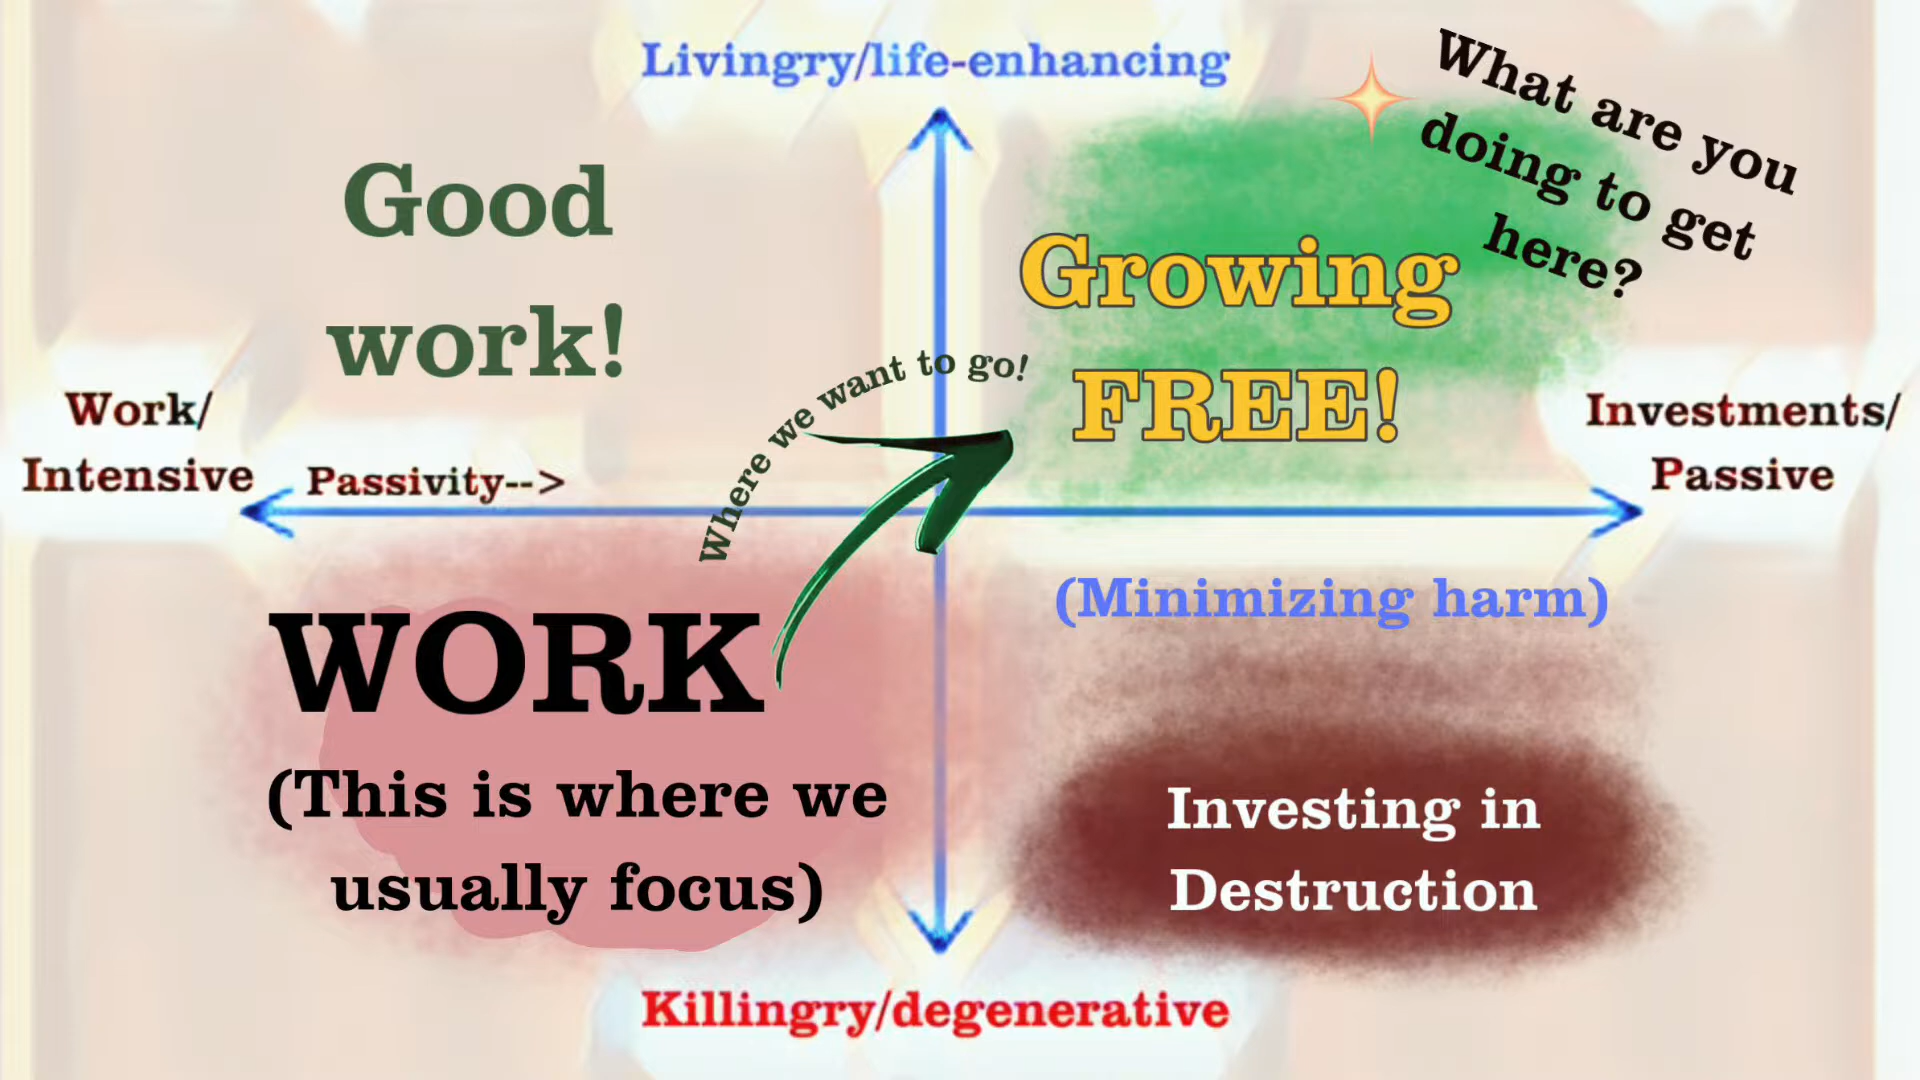 Livingry/life-enhancing
What are you
doing to get
here?
Good
work!
Growing
FREE!
Where we want to go!
Work/
Intensive
Passivity-->
Investments/
Passive
(Minimizing harm)
WORK
(This is where we
usually focus)
Investing in
Destruction
Killingry/degenerative